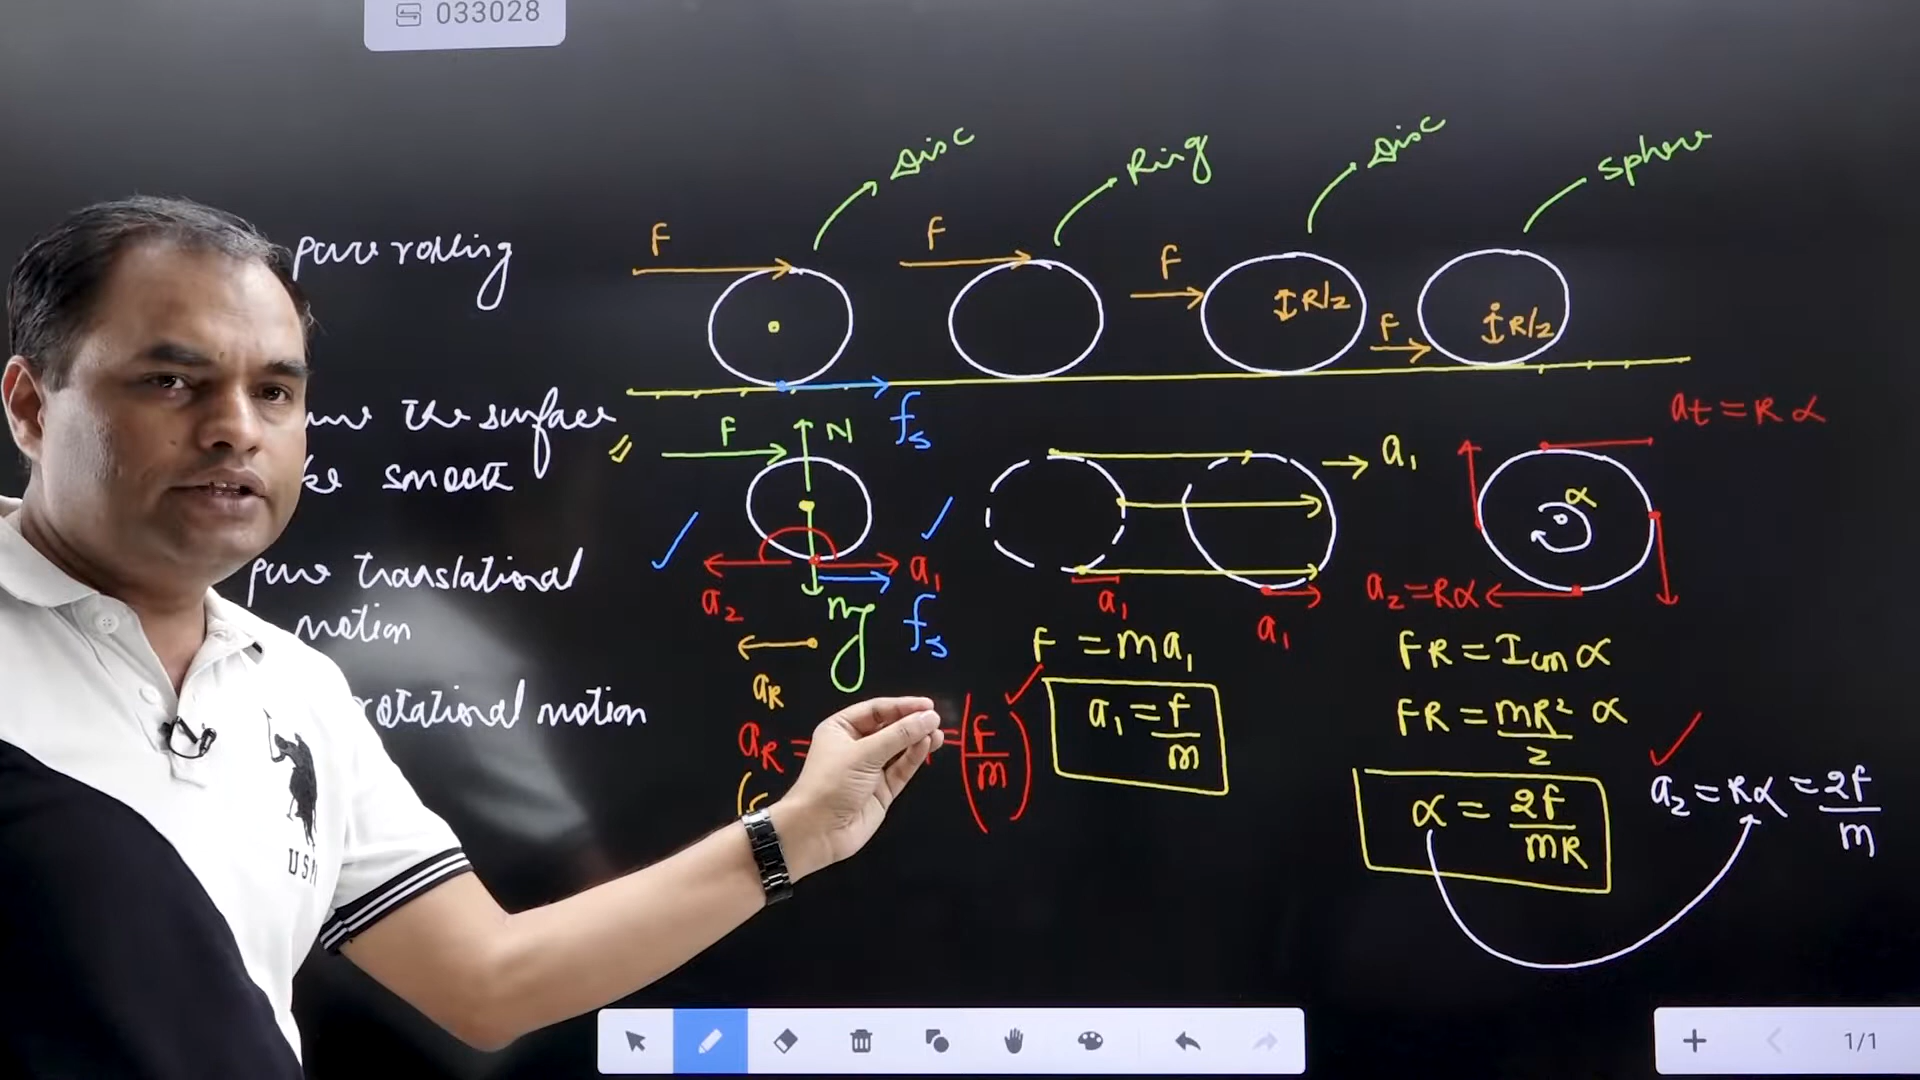 033028
Disc
Ring
Disc
Sphere
pure rolling
F
F
F
R/2
F
R/2
the surface
smooth
F
N
fs
a1
at = Rα
α
a2
a1
mg
fs
a1
a1
a2 = Rα
pure translational
motion
aR
F = ma1
FR = Icm α
rotational motion
aR =
= (F/m)
a1 = F/m
FR = mR²/2 α
α = 2F/mR
a2 = Rα = 2F/m
1/1